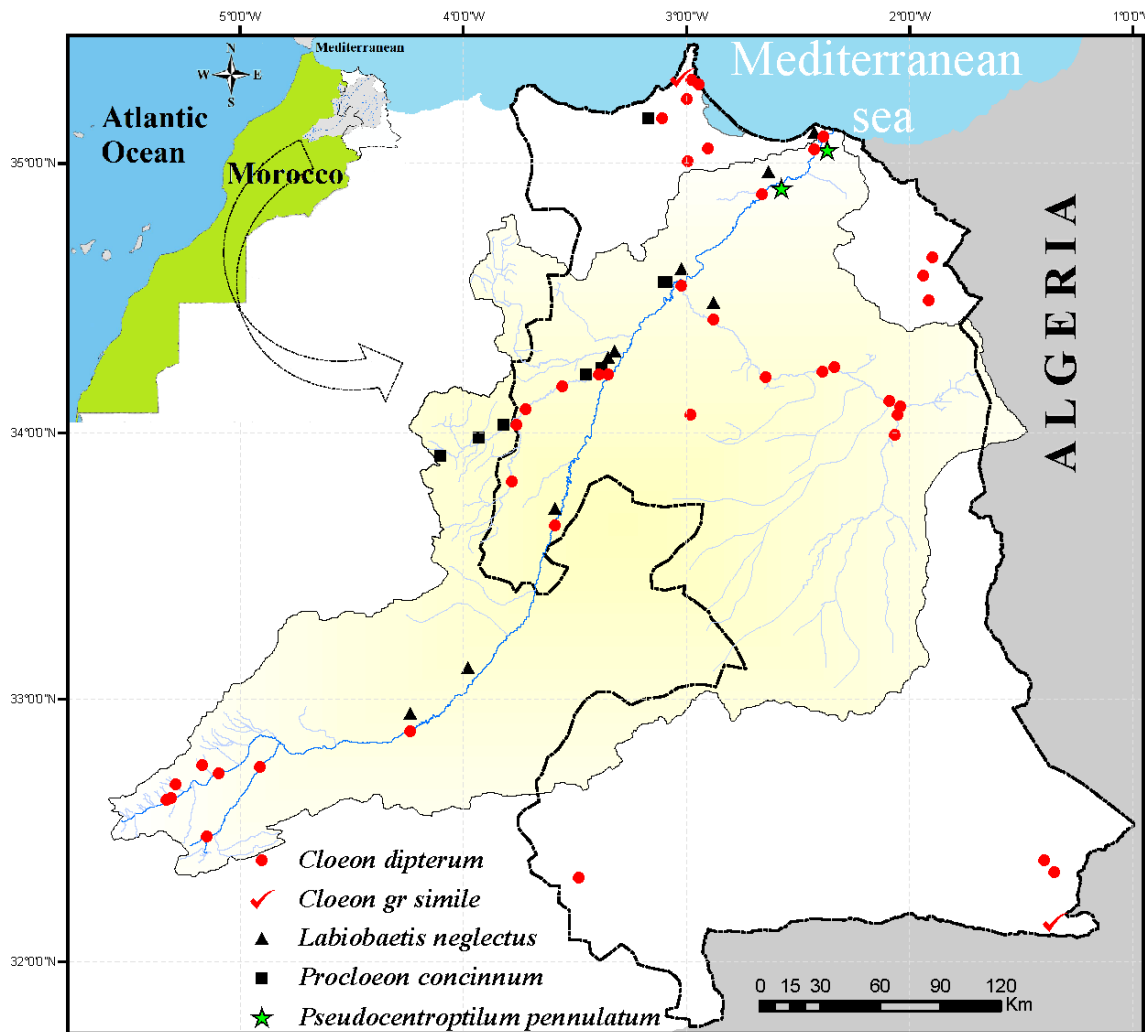 5°0'0"W 4°0'0"W 3°0'0"W 2°0'0"W 1°0'0"W
Mediterranean
N
W E
S
Atlantic
Ocean
Morocco
Mediterranean
sea
ALGERIA
35°0'0"N
34°0'0"N
33°0'0"N
32°0'0"N
Cloeon dipterum
Cloeon gr simile
Labiobaetis neglectus
Procloeon concinnum
Pseudocentroptilum pennulatum
0 15 30 60 90 120
Km